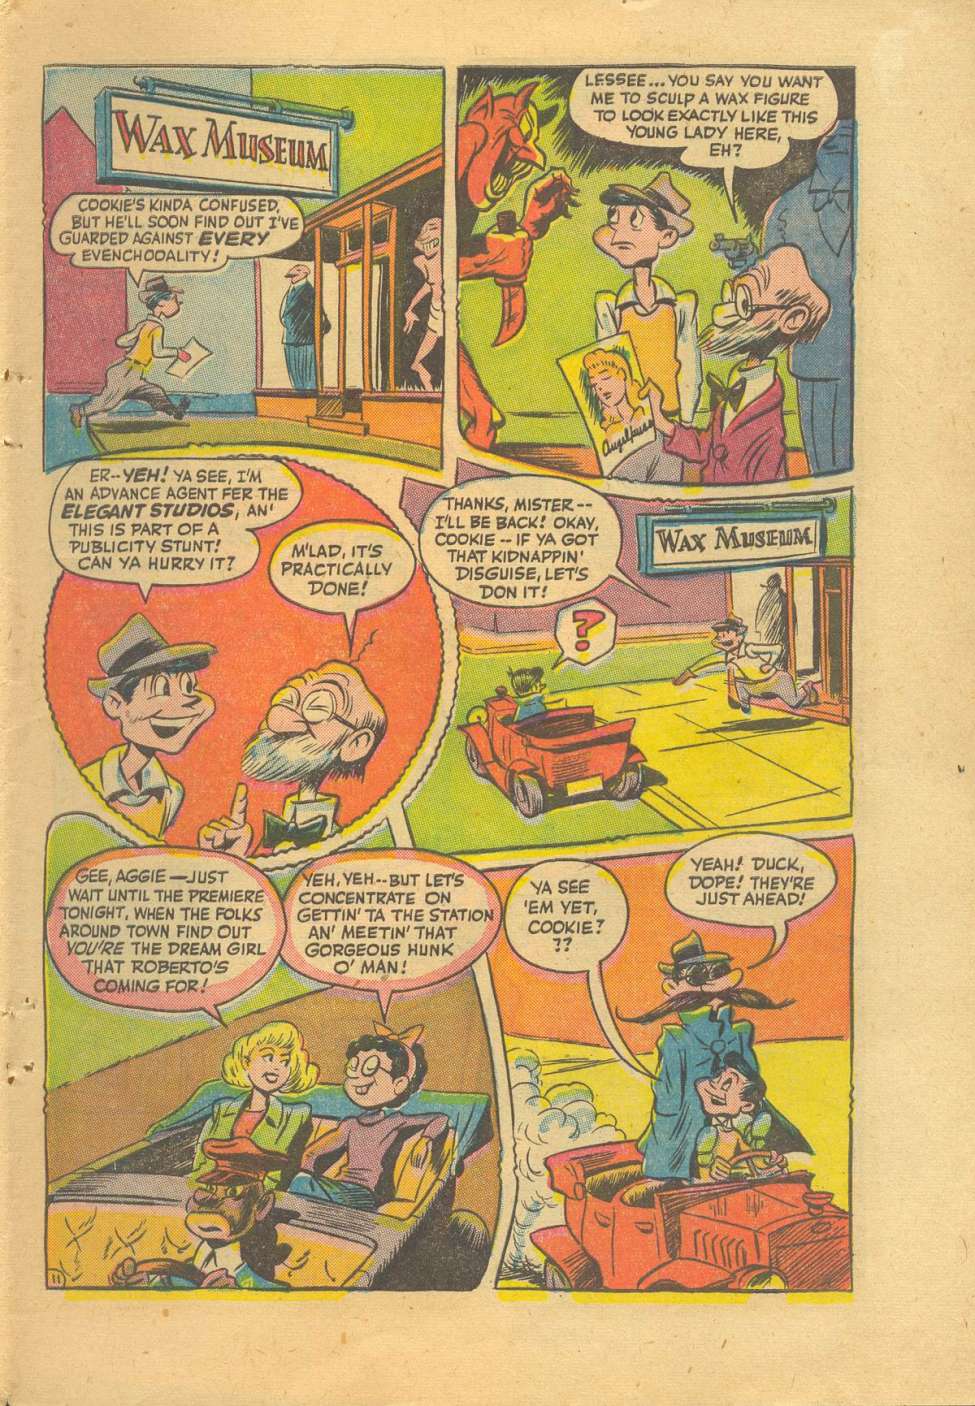 WAX MUSEUM
COOKIE'S KINDA CONFUSED,
BUT HE'LL SOON FIND OUT I'VE
GUARDED AGAINST EVERY
EVENCHOODALITY!
LESSEE...YOU SAY YOU WANT
ME TO SCULP A WAX FIGURE
TO LOOK EXACTLY LIKE THIS
YOUNG LADY HERE,
EH?
Angelpuss
ER--YEH! YA SEE, I'M
AN ADVANCE AGENT FER THE
ELEGANT STUDIOS, AN'
THIS IS PART OF A
PUBLICITY STUNT!
CAN YA HURRY IT?
M'LAD, IT'S
PRACTICALLY
DONE!
THANKS, MISTER--
I'LL BE BACK! OKAY,
COOKIE--IF YA GOT
THAT KIDNAPPIN'
DISGUISE, LET'S
DON IT!
WAX MUSEUM
?
GEE, AGGIE—JUST
WAIT UNTIL THE PREMIERE
TONIGHT, WHEN THE FOLKS
AROUND TOWN FIND OUT
YOU'RE THE DREAM GIRL
THAT ROBERTO'S
COMING FOR!
YEH, YEH--BUT LET'S
CONCENTRATE ON
GETTIN' TA THE STATION
AN' MEETIN' THAT
GORGEOUS HUNK
O' MAN!
YA SEE
'EM YET,
COOKIE?
??
YEAH! DUCK,
DOPE! THEY'RE
JUST AHEAD!
11